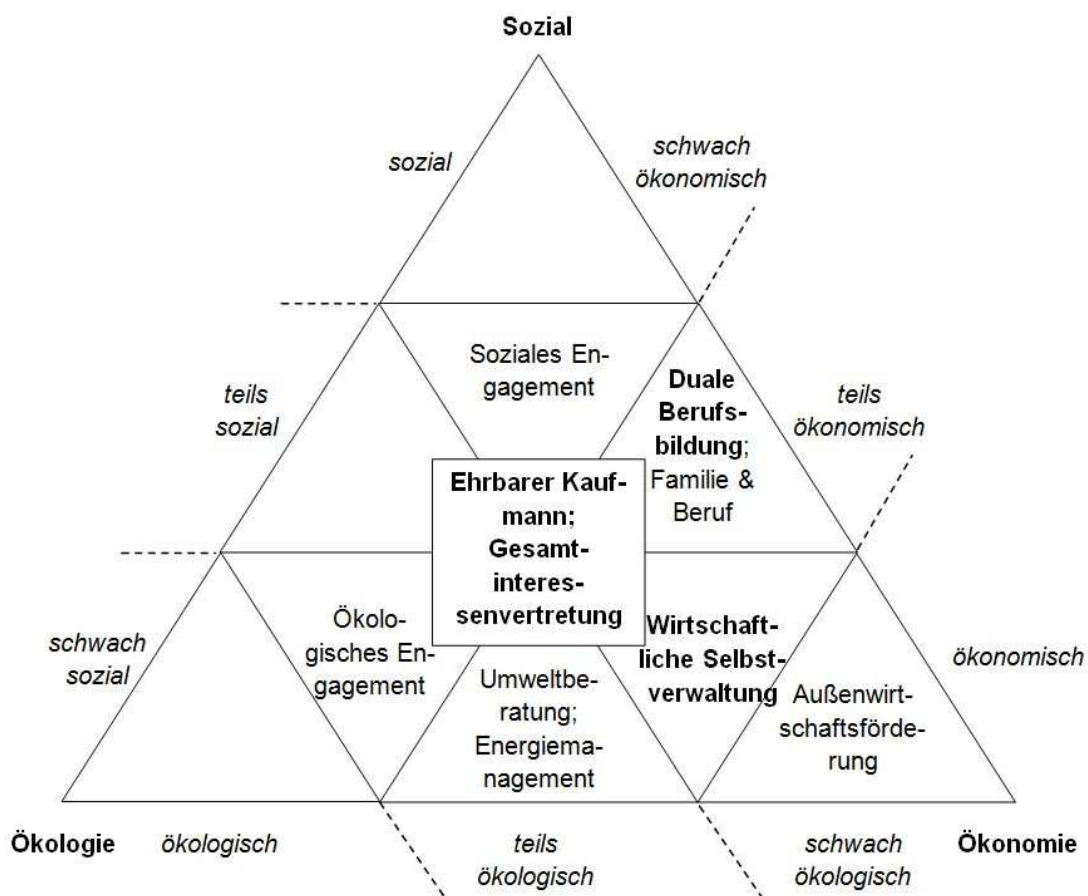 Sozial
sozial
schwach
ökonomisch
Soziales En-
gagement
Duale
Berufs-
bildung;
Familie &
Beruf
teils
sozial
teils
ökonomisch
Ehrbarer Kauf-
mann;
Gesamt-
interes-
senvertretung
schwach
sozial
Ökolo-
gisches En-
gagement
Umweltbe-
ratung;
Energiema-
nagement
Wirtschaft-
liche Selbst-
verwaltung
Außenwirt-
schaftsförde-
rung
ökonomisch
Ökologie
ökologisch
teils
ökologisch
schwach
ökologisch
Ökonomie